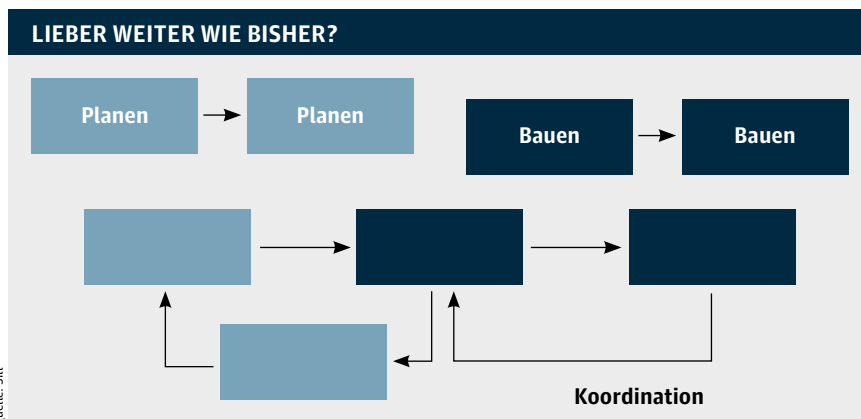 LIEBER WEITER WIE BISHER?
Planen
Planen
Bauen
Bauen
Koordination